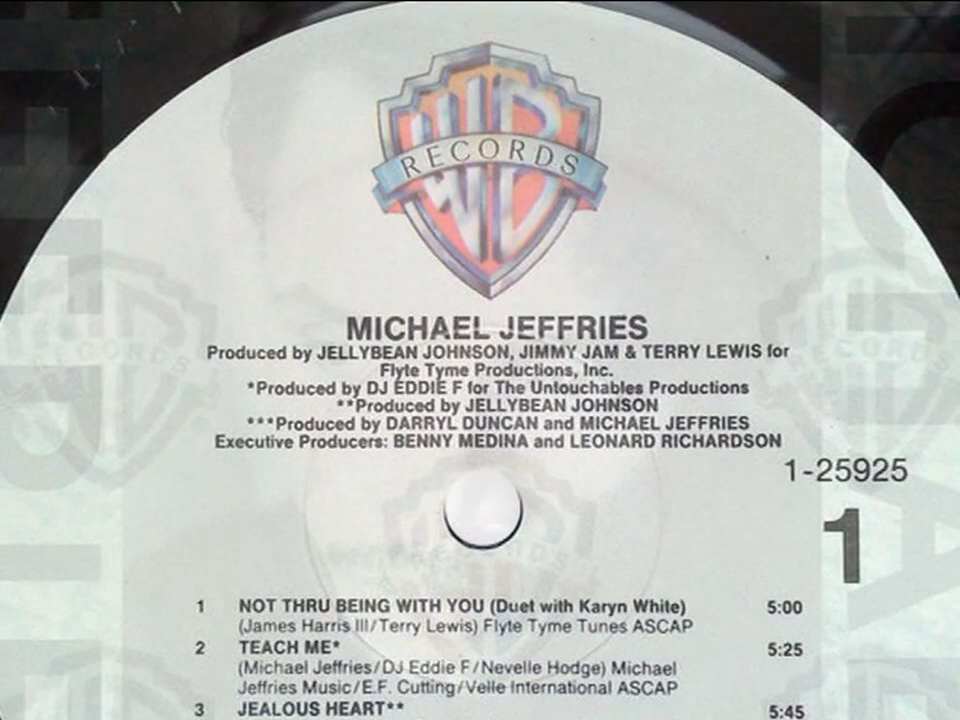 WB
RECORDS
MICHAEL JEFFRIES
Produced by JELLYBEAN JOHNSON, JIMMY JAM & TERRY LEWIS for
Flyte Tyme Productions, Inc.
*Produced by DJ EDDIE F for The Untouchables Productions
**Produced by JELLYBEAN JOHNSON
***Produced by DARRYL DUNCAN and MICHAEL JEFFRIES
Executive Producers: BENNY MEDINA and LEONARD RICHARDSON
1-25925
1
1 NOT THRU BEING WITH YOU (Duet with Karyn White) 5:00
(James Harris III/Terry Lewis) Flyte Tyme Tunes ASCAP
2 TEACH ME* 5:25
(Michael Jeffries/DJ Eddie F/Nevelle Hodge) Michael
Jeffries Music/E.F. Cutting/Velle International ASCAP
3 JEALOUS HEART** 5:45